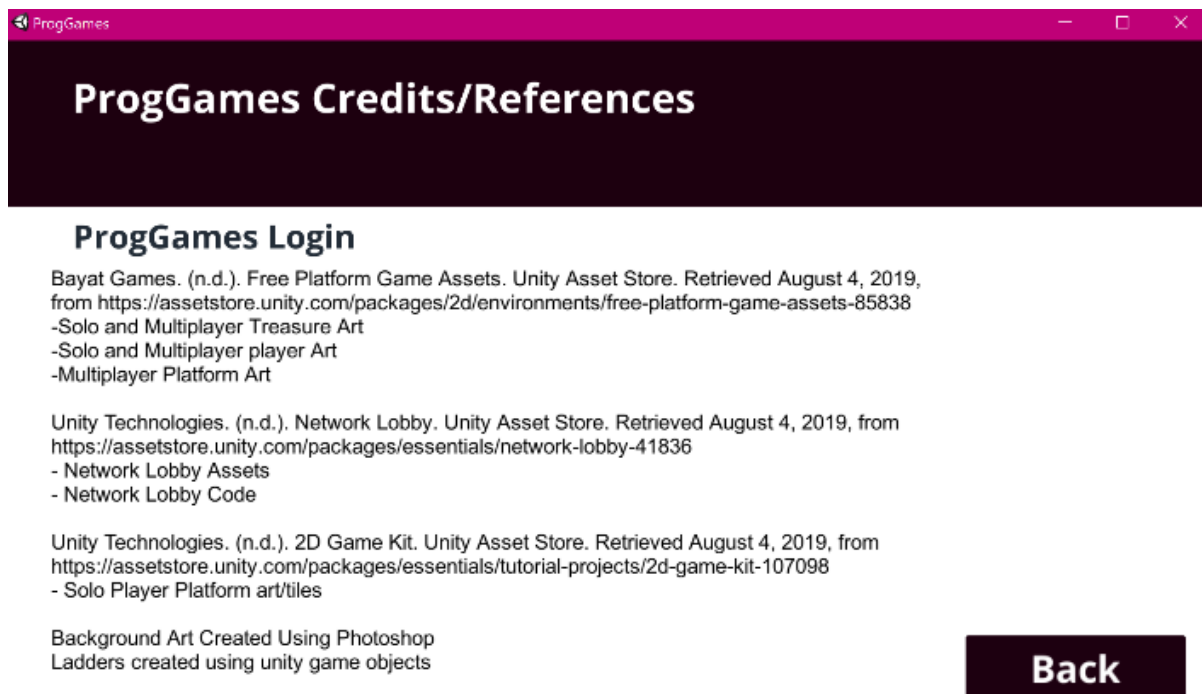 ProgGames
ProgGames Credits/References
ProgGames Login
Bayat Games. (n.d.). Free Platform Game Assets. Unity Asset Store. Retrieved August 4, 2019,
from https://assetstore.unity.com/packages/2d/environments/free-platform-game-assets-85838
-Solo and Multiplayer Treasure Art
-Solo and Multiplayer player Art
-Multiplayer Platform Art
Unity Technologies. (n.d.). Network Lobby. Unity Asset Store. Retrieved August 4, 2019, from
https://assetstore.unity.com/packages/essentials/network-lobby-41836
- Network Lobby Assets
- Network Lobby Code
Unity Technologies. (n.d.). 2D Game Kit. Unity Asset Store. Retrieved August 4, 2019, from
https://assetstore.unity.com/packages/essentials/tutorial-projects/2d-game-kit-107098
- Solo Player Platform art/tiles
Background Art Created Using Photoshop
Ladders created using unity game objects
Back